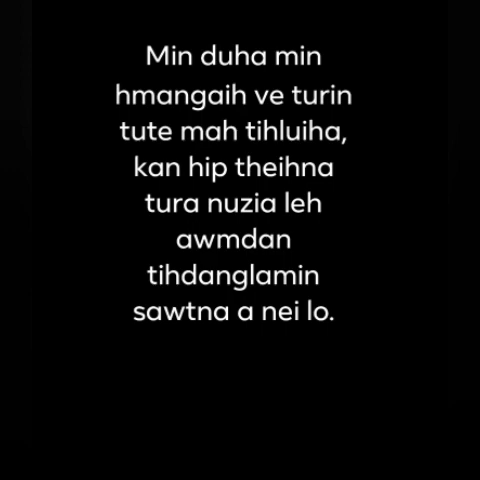 Min duha min
hmangaih ve turin
tute mah tihluiha,
kan hip theihna
tura nuzia leh
awmdan
tihdanglamin
sawtna a nei lo.